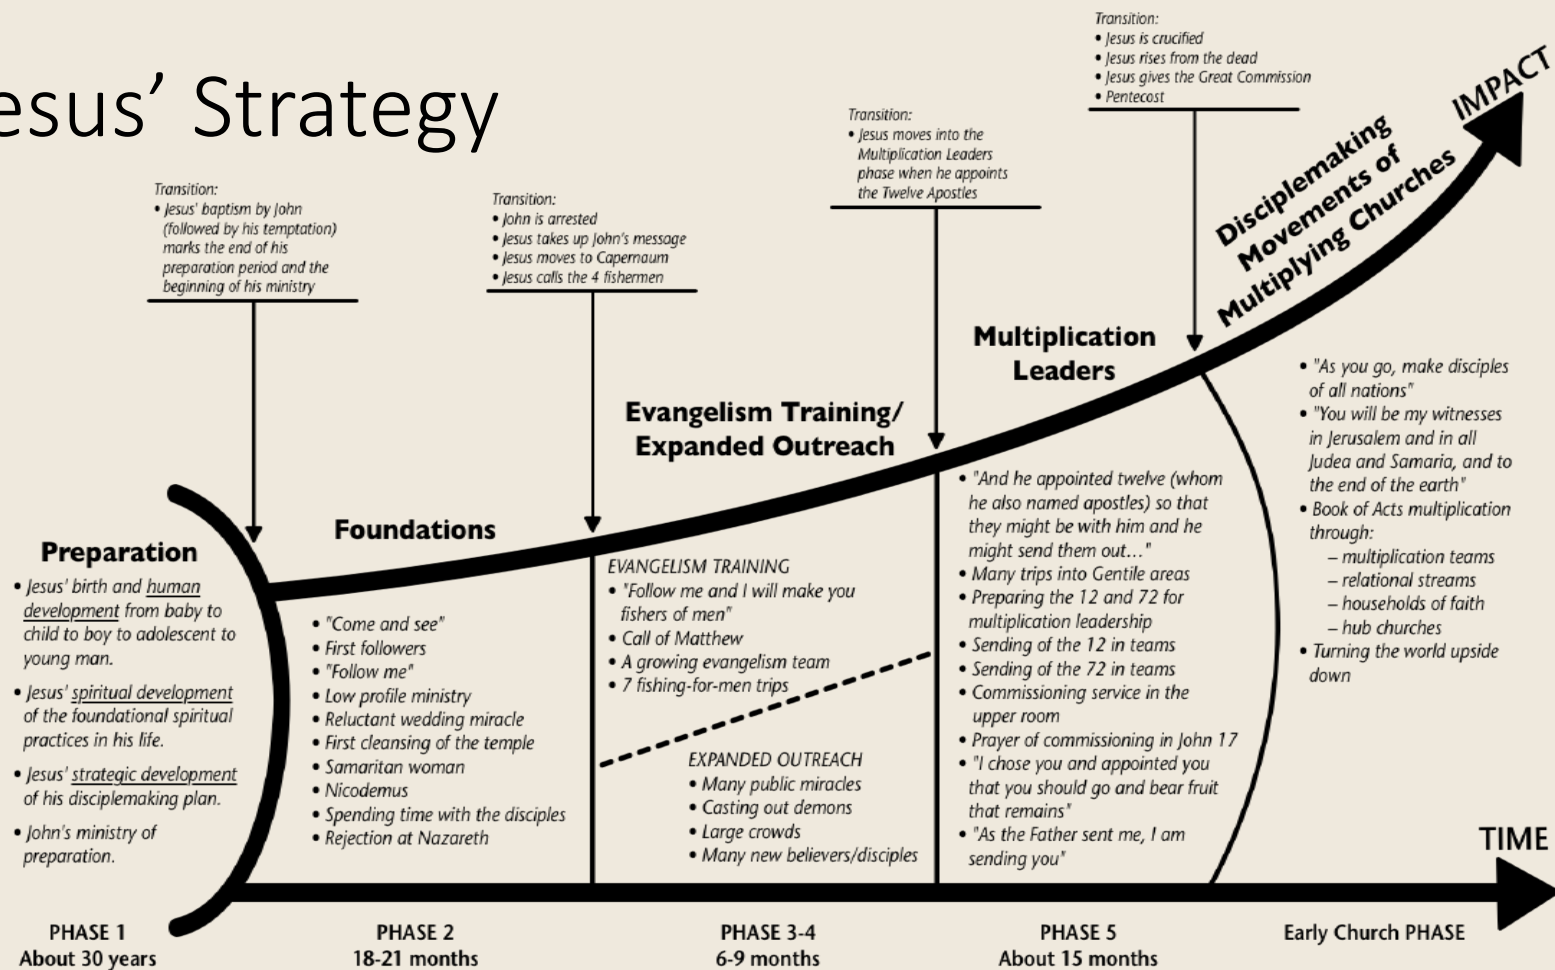 esus’ Strategy
Transition:
• Jesus' baptism by John
(followed by his temptation)
marks the end of his
preparation period and the
beginning of his ministry
Transition:
• John is arrested
• Jesus takes up John's message
• Jesus moves to Capernaum
• Jesus calls the 4 fishermen
Transition:
• Jesus moves into the
Multiplication Leaders
phase when he appoints
the Twelve Apostles
Transition:
• Jesus is crucified
• Jesus rises from the dead
• Jesus gives the Great Commission
• Pentecost
IMPACT
Preparation
• Jesus' birth and human
development from baby to
child to boy to adolescent to
young man.
• Jesus' spiritual development
of the foundational spiritual
practices in his life.
• Jesus' strategic development
of his disciplemaking plan.
• John's ministry of
preparation.
Foundations
• "Come and see"
• First followers
• "Follow me"
• Low profile ministry
• Reluctant wedding miracle
• First cleansing of the temple
• Samaritan woman
• Nicodemus
• Spending time with the disciples
• Rejection at Nazareth
Evangelism Training/
Expanded Outreach
EVANGELISM TRAINING
• "Follow me and I will make you
fishers of men"
• Call of Matthew
• A growing evangelism team
• 7 fishing-for-men trips
EXPANDED OUTREACH
• Many public miracles
• Casting out demons
• Large crowds
• Many new believers/disciples
Multiplication
Leaders
• "And he appointed twelve (whom
he also named apostles) so that
they might be with him and he
might send them out..."
• Many trips into Gentile areas
• Preparing the 12 and 72 for
multiplication leadership
• Sending of the 12 in teams
• Sending of the 72 in teams
• Commissioning service in the
upper room
• Prayer of commissioning in John 17
• "I chose you and appointed you
that you should go and bear fruit
that remains"
• "As the Father sent me, I am
sending you"
Disciplemaking
Movements of
Multiplying Churches
• "As you go, make disciples
of all nations"
• "You will be my witnesses
in Jerusalem and in all
Judea and Samaria, and to
the end of the earth"
• Book of Acts multiplication
through:
– multiplication teams
– relational streams
– households of faith
– hub churches
• Turning the world upside
down
TIME
PHASE 1
About 30 years
PHASE 2
18-21 months
PHASE 3-4
6-9 months
PHASE 5
About 15 months
Early Church PHASE